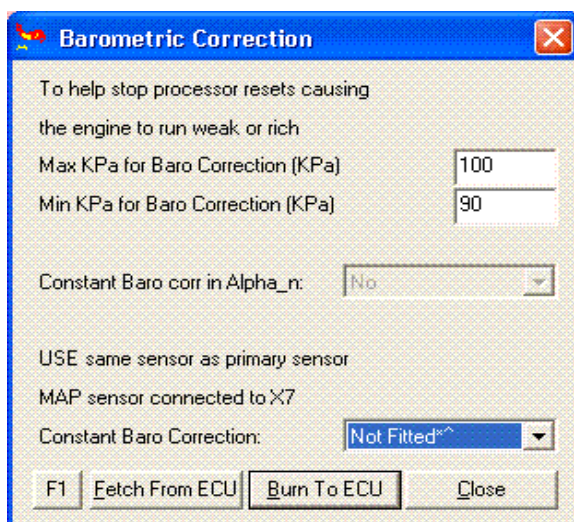 Barometric Correction
To help stop processor resets causing
the engine to run weak or rich
Max KPa for Baro Correction (KPa) 100
Min KPa for Baro Correction (KPa) 90
Constant Baro corr in Alpha_n: No
USE same sensor as primary sensor
MAP sensor connected to X7
Constant Baro Correction: Not Fitted*^
F1 Fetch From ECU Burn To ECU Close